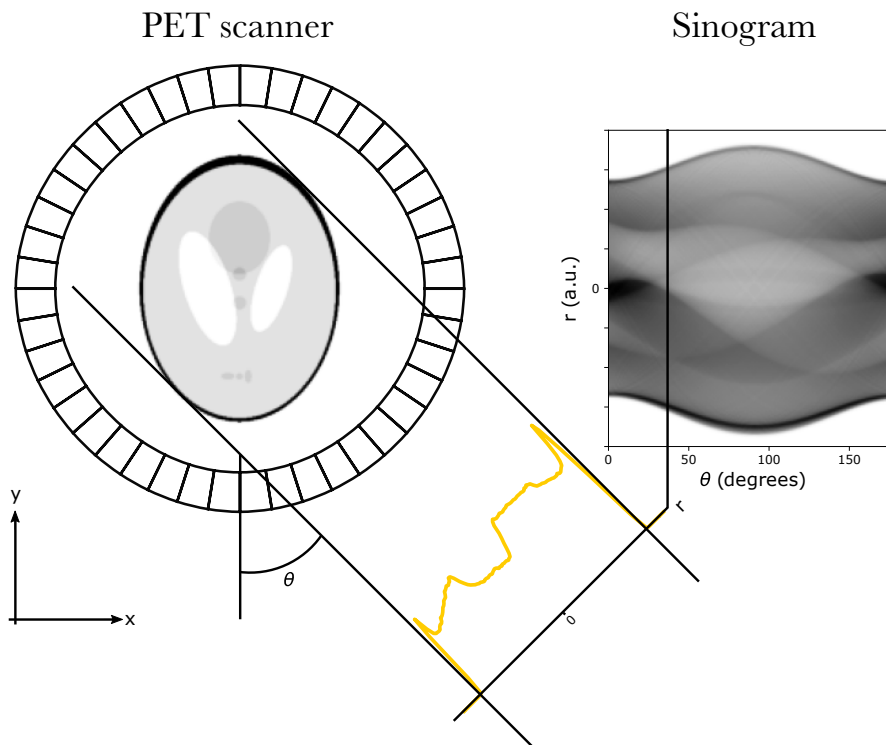 PET scanner
Sinogram
r (a.u.)
0
0
50
100
150
θ (degrees)
r
0
θ
y
x